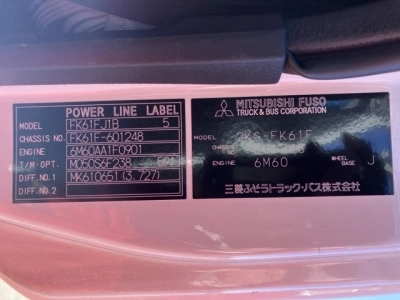 POWER LINE LABEL
MODEL FK61FJ1B 5
CHASSIS NO. FK61F-601248
ENGINE 6M60AA1F0901
T/M·OPT. M050S6F238
DIFF.NO.1 MK610651 (3.727)
DIFF.NO.2
MITSUBISHI FUSO
TRUCK & BUS CORPORATION
MODEL 2KG-FK61F
ENGINE 6M60 WHEEL BASE J
三菱ふそうトラック・バス株式会社